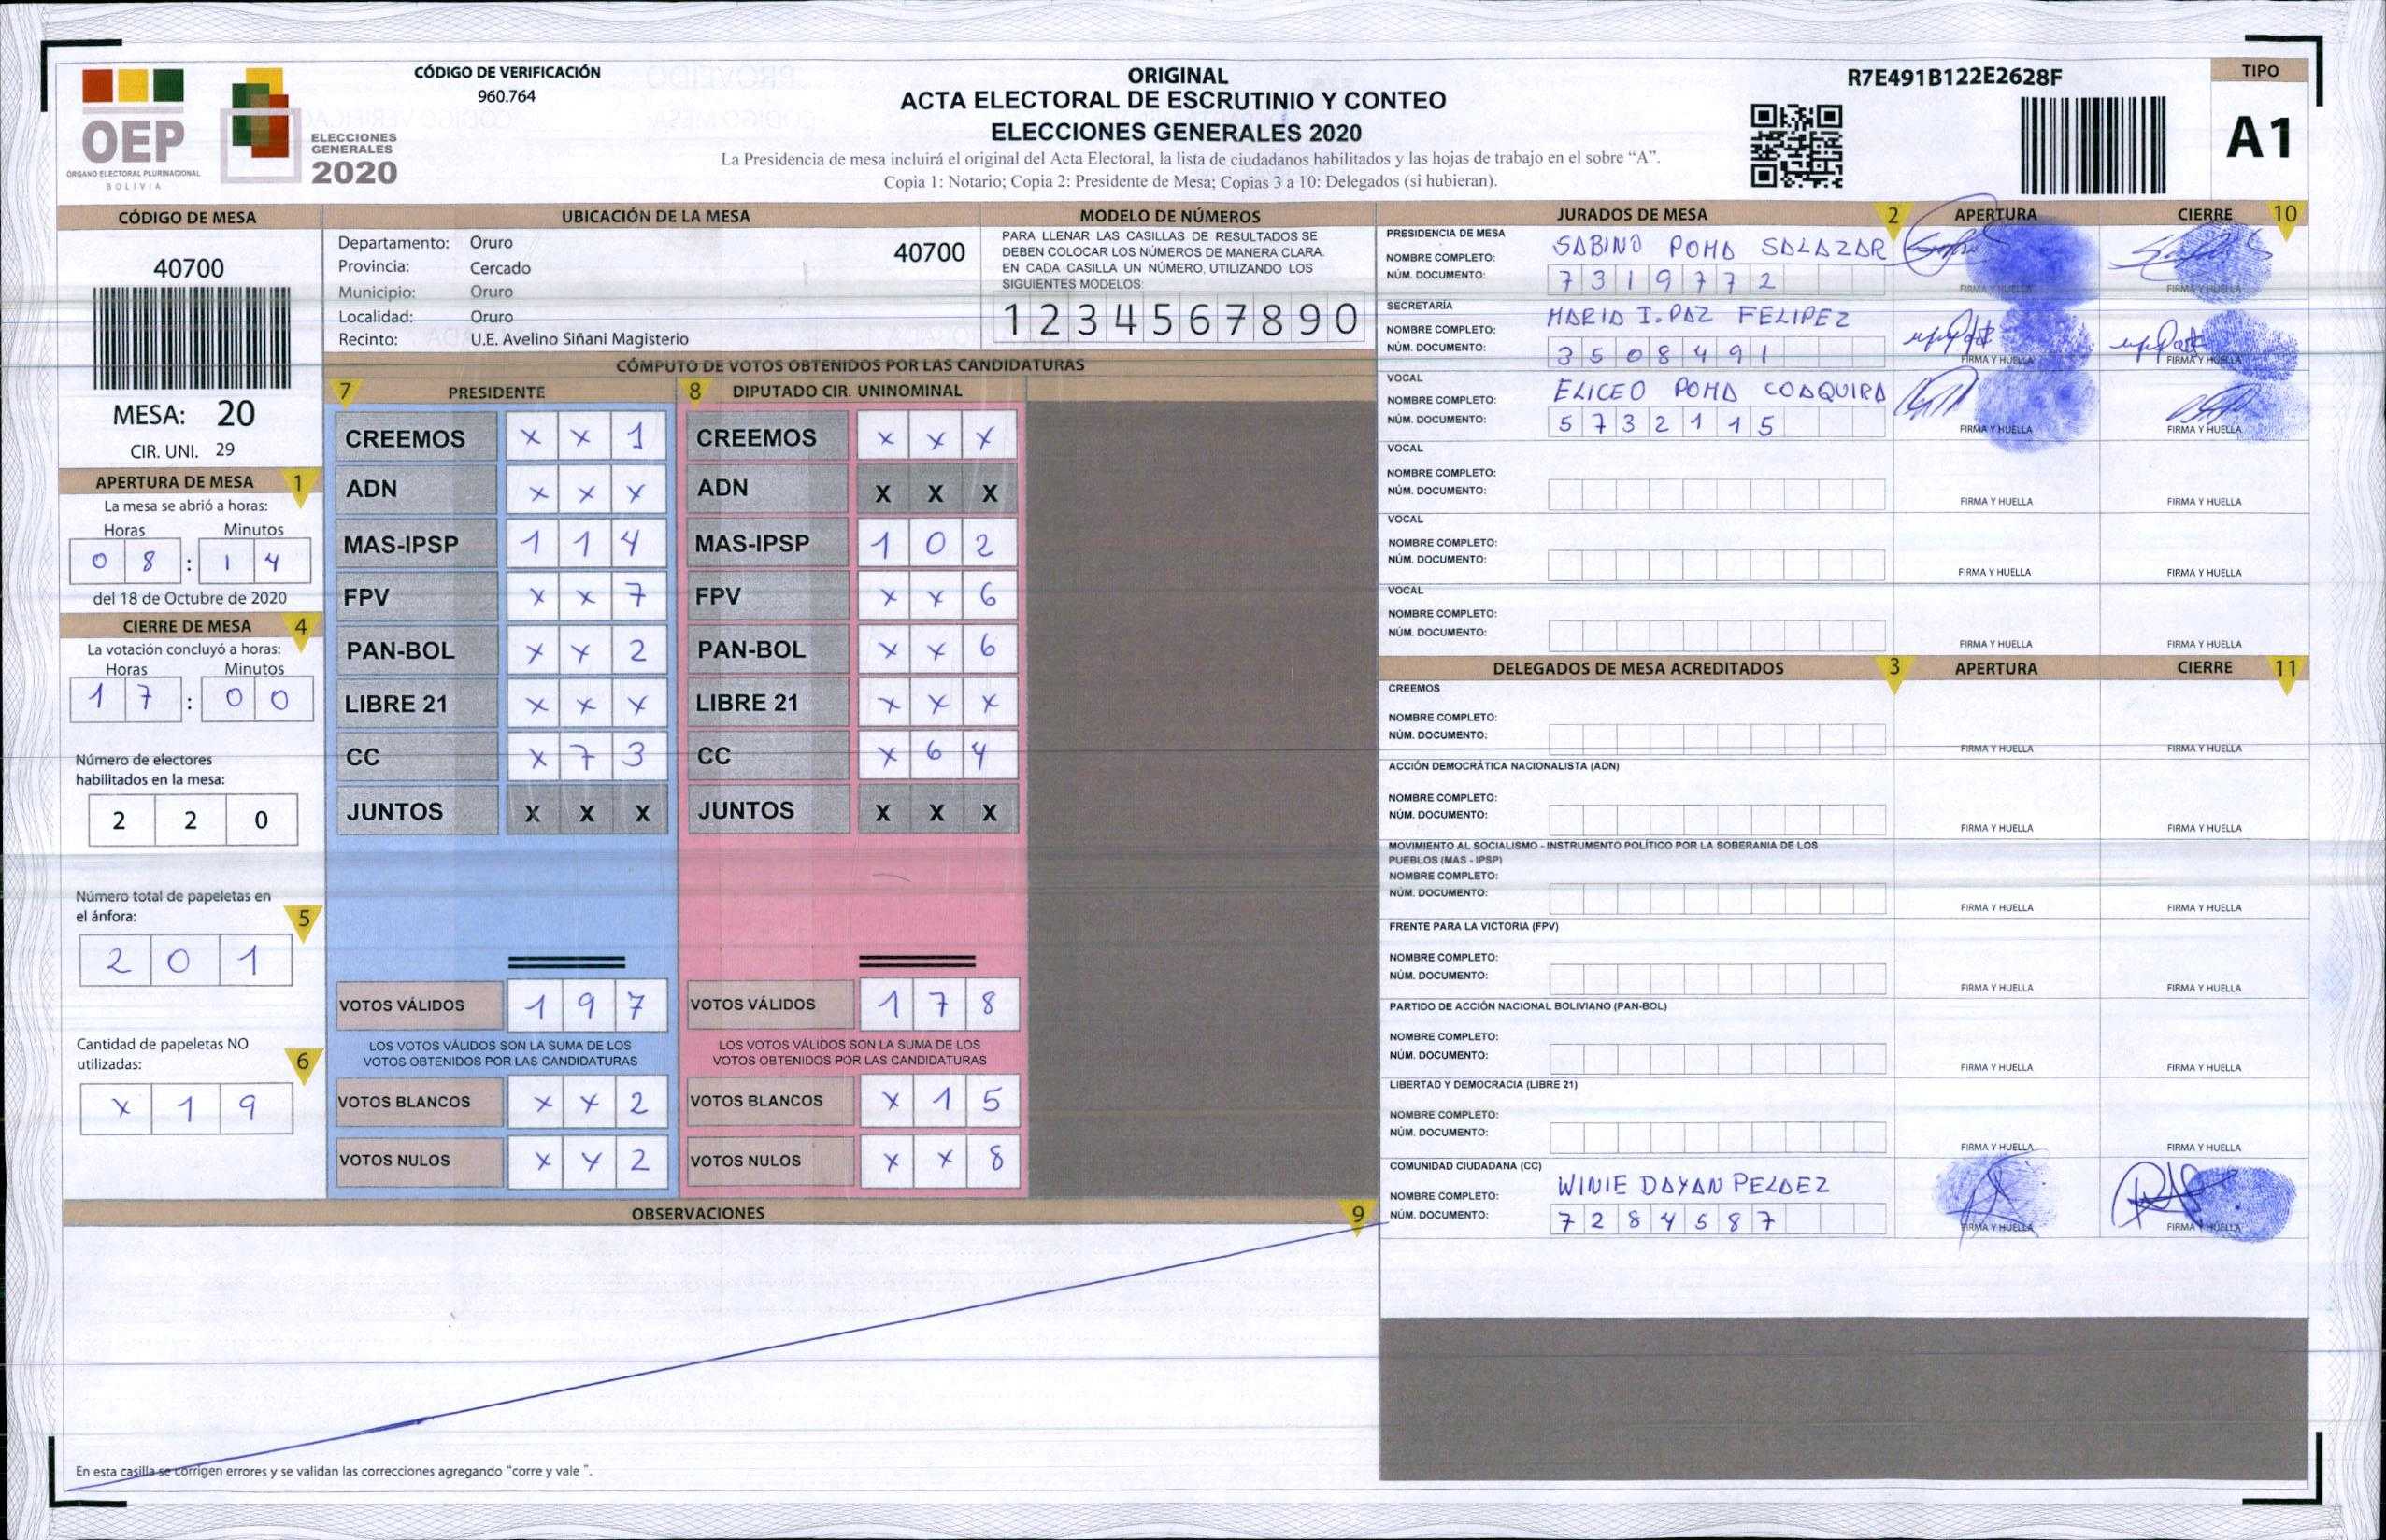 CÓDIGO DE VERIFICACIÓN
960.764
OEP
ORGANO ELECTORAL PLURINACIONAL
BOLIVIA
ELECCIONES
GENERALES
2020
ORIGINAL
ACTA ELECTORAL DE ESCRUTINIO Y CONTEO
ELECCIONES GENERALES 2020
La Presidencia de mesa incluirá el original del Acta Electoral, la lista de ciudadanos habilitados y las hojas de trabajo en el sobre “A”.
Copia 1: Notario; Copia 2: Presidente de Mesa; Copias 3 a 10: Delegados (si hubieran).
R7E491B122E2628F
TIPO
A1
CÓDIGO DE MESA
40700
MESA: 20
CIR. UNI. 29
APERTURA DE MESA 1
La mesa se abrió a horas:
Horas Minutos
0 8 : 1 4
del 18 de Octubre de 2020
CIERRE DE MESA 4
La votación concluyó a horas:
Horas Minutos
1 7 : 0 0
Número de electores
habilitados en la mesa:
2 2 0
Número total de papeletas en
el ánfora: 5
2 0 1
Cantidad de papeletas NO
utilizadas: 6
X 1 9
UBICACIÓN DE LA MESA
Departamento: Oruro 40700
Provincia: Cercado
Municipio: Oruro
Localidad: Oruro
Recinto: U.E. Avelino Siñani Magisterio
MODELO DE NÚMEROS
PARA LLENAR LAS CASILLAS DE RESULTADOS SE
DEBEN COLOCAR LOS NÚMEROS DE MANERA CLARA.
EN CADA CASILLA UN NÚMERO, UTILIZANDO LOS
SIGUIENTES MODELOS:
1 2 3 4 5 6 7 8 9 0
CÓMPUTO DE VOTOS OBTENIDOS POR LAS CANDIDATURAS
7 PRESIDENTE 8 DIPUTADO CIR. UNINOMINAL
CREEMOS X X 1 CREEMOS X X X
ADN X X X ADN X X X
MAS-IPSP 1 1 4 MAS-IPSP 1 0 2
FPV X X 7 FPV X X 6
PAN-BOL X X 2 PAN-BOL X X 6
LIBRE 21 X X X LIBRE 21 X X X
CC X 7 3 CC X 6 4
JUNTOS X X X JUNTOS X X X
VOTOS VÁLIDOS 1 9 7 VOTOS VÁLIDOS 1 7 8
LOS VOTOS VÁLIDOS SON LA SUMA DE LOS LOS VOTOS VÁLIDOS SON LA SUMA DE LOS
VOTOS OBTENIDOS POR LAS CANDIDATURAS VOTOS OBTENIDOS POR LAS CANDIDATURAS
VOTOS BLANCOS X X 2 VOTOS BLANCOS X 1 5
VOTOS NULOS X X 2 VOTOS NULOS X X 8
OBSERVACIONES 9
En esta casilla se corrigen errores y se validan las correcciones agregando “corre y vale ”.
JURADOS DE MESA 2 APERTURA CIERRE 10
PRESIDENCIA DE MESA
NOMBRE COMPLETO: SABINO POMA SALAZAR
NÚM. DOCUMENTO: 7 3 1 9 7 7 2
FIRMA Y HUELLA FIRMA Y HUELLA
SECRETARÍA
NOMBRE COMPLETO: MARIO I. PAZ FELIPEZ
NÚM. DOCUMENTO: 3 5 0 8 4 9 1
FIRMA Y HUELLA FIRMA Y HUELLA
VOCAL
NOMBRE COMPLETO: ELICEO POMA COAQUIRA
NÚM. DOCUMENTO: 5 7 3 2 1 1 5
FIRMA Y HUELLA FIRMA Y HUELLA
VOCAL
NOMBRE COMPLETO:
NÚM. DOCUMENTO:
FIRMA Y HUELLA FIRMA Y HUELLA
VOCAL
NOMBRE COMPLETO:
NÚM. DOCUMENTO:
FIRMA Y HUELLA FIRMA Y HUELLA
VOCAL
NOMBRE COMPLETO:
NÚM. DOCUMENTO:
FIRMA Y HUELLA FIRMA Y HUELLA
DELEGADOS DE MESA ACREDITADOS 3 APERTURA CIERRE 11
CREEMOS
NOMBRE COMPLETO:
NÚM. DOCUMENTO:
FIRMA Y HUELLA FIRMA Y HUELLA
ACCIÓN DEMOCRÁTICA NACIONALISTA (ADN)
NOMBRE COMPLETO:
NÚM. DOCUMENTO:
FIRMA Y HUELLA FIRMA Y HUELLA
MOVIMIENTO AL SOCIALISMO - INSTRUMENTO POLÍTICO POR LA SOBERANIA DE LOS
PUEBLOS (MAS - IPSP)
NOMBRE COMPLETO:
NÚM. DOCUMENTO:
FIRMA Y HUELLA FIRMA Y HUELLA
FRENTE PARA LA VICTORIA (FPV)
NOMBRE COMPLETO:
NÚM. DOCUMENTO:
FIRMA Y HUELLA FIRMA Y HUELLA
PARTIDO DE ACCIÓN NACIONAL BOLIVIANO (PAN-BOL)
NOMBRE COMPLETO:
NÚM. DOCUMENTO:
FIRMA Y HUELLA FIRMA Y HUELLA
LIBERTAD Y DEMOCRACIA (LIBRE 21)
NOMBRE COMPLETO:
NÚM. DOCUMENTO:
FIRMA Y HUELLA FIRMA Y HUELLA
COMUNIDAD CIUDADANA (CC)
NOMBRE COMPLETO: WINIE DAYAN PELAEZ
NÚM. DOCUMENTO: 7 2 8 4 5 8 7
FIRMA Y HUELLA FIRMA Y HUELLA